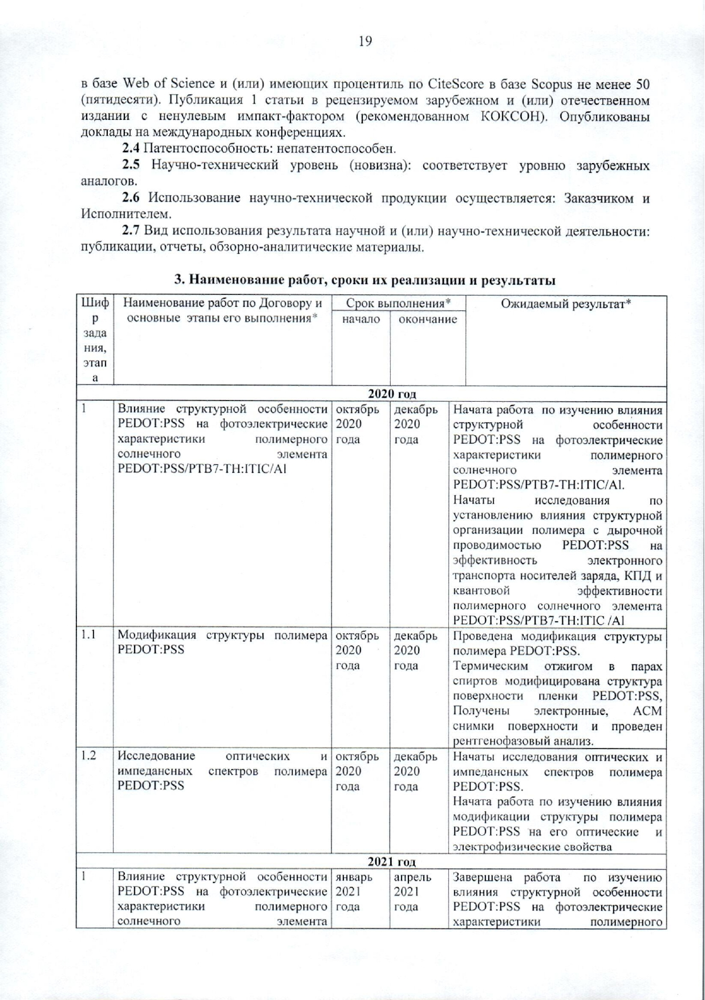 19
в базе Web of Science и (или) имеющих процентиль по CiteScore в базе Scopus не менее 50
(пятидесяти). Публикация 1 статьи в рецензируемом зарубежном и (или) отечественном
издании с ненулевым импакт-фактором (рекомендованном КОКСОН). Опубликованы
доклады на международных конференциях.
2.4 Патентоспособность: непатентоспособен.
2.5 Научно-технический уровень (новизна): соответствует уровню зарубежных
аналогов.
2.6 Использование научно-технической продукции осуществляется: Заказчиком и
Исполнителем.
2.7 Вид использования результата научной и (или) научно-технической деятельности:
публикации, отчеты, обзорно-аналитические материалы.
3. Наименование работ, сроки их реализации и результаты
Шиф
р
зада
ния,
этап
а
Наименование работ по Договору и
основные этапы его выполнения*
Срок выполнения*
начало
окончание
Ожидаемый результат*
2020 год
1
Влияние структурной особенности
PEDOT:PSS на фотоэлектрические
характеристики полимерного
солнечного элемента
PEDOT:PSS/PTB7-TH:ITIC/Al
октябрь
2020
года
декабрь
2020
года
Начата работа по изучению влияния
структурной особенности
PEDOT:PSS на фотоэлектрические
характеристики полимерного
солнечного элемента
PEDOT:PSS/PTB7-TH:ITIC/Al.
Начаты исследования по
установлению влияния структурной
организации полимера с дырочной
проводимостью PEDOT:PSS на
эффективность электронного
транспорта носителей заряда, КПД и
квантовой эффективности
полимерного солнечного элемента
PEDOT:PSS/PTB7-TH:ITIC /Al
1.1
Модификация структуры полимера
PEDOT:PSS
октябрь
2020
года
декабрь
2020
года
Проведена модификация структуры
полимера PEDOT:PSS.
Термическим отжигом в парах
спиртов модифицирована структура
поверхности пленки PEDOT:PSS,
Получены электронные, АСМ
снимки поверхности и проведен
рентгенофазовый анализ.
1.2
Исследование оптических и
импедансных спектров полимера
PEDOT:PSS
октябрь
2020
года
декабрь
2020
года
Начаты исследования оптических и
импедансных спектров полимера
PEDOT:PSS.
Начата работа по изучению влияния
модификации структуры полимера
PEDOT:PSS на его оптические и
электрофизические свойства
2021 год
1
Влияние структурной особенности
PEDOT:PSS на фотоэлектрические
характеристики полимерного
солнечного элемента
январь
2021
года
апрель
2021
года
Завершена работа по изучению
влияния структурной особенности
PEDOT:PSS на фотоэлектрические
характеристики полимерного